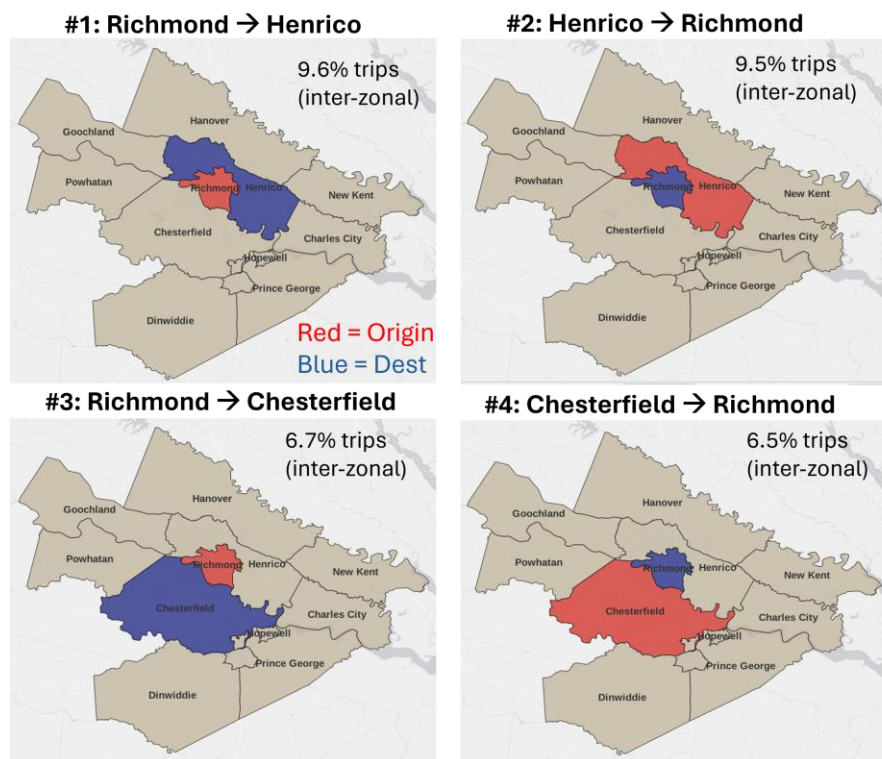 #1: Richmond → Henrico
9.6% trips
(inter-zonal)
Hanover
Goochland
Powhatan
Richmond
Henrico
New Kent
Chesterfield
Charles City
Hopewell
Prince George
Dinwiddie
Red = Origin
Blue = Dest
#2: Henrico → Richmond
9.5% trips
(inter-zonal)
Hanover
Goochland
Powhatan
Richmond
Henrico
New Kent
Chesterfield
Charles City
Hopewell
Prince George
Dinwiddie
#3: Richmond → Chesterfield
6.7% trips
(inter-zonal)
Hanover
Goochland
Powhatan
Richmond
Henrico
New Kent
Chesterfield
Charles City
Hopewell
Prince George
Dinwiddie
#4: Chesterfield → Richmond
6.5% trips
(inter-zonal)
Hanover
Goochland
Powhatan
Richmond
Henrico
New Kent
Chesterfield
Charles City
Hopewell
Prince George
Dinwiddie